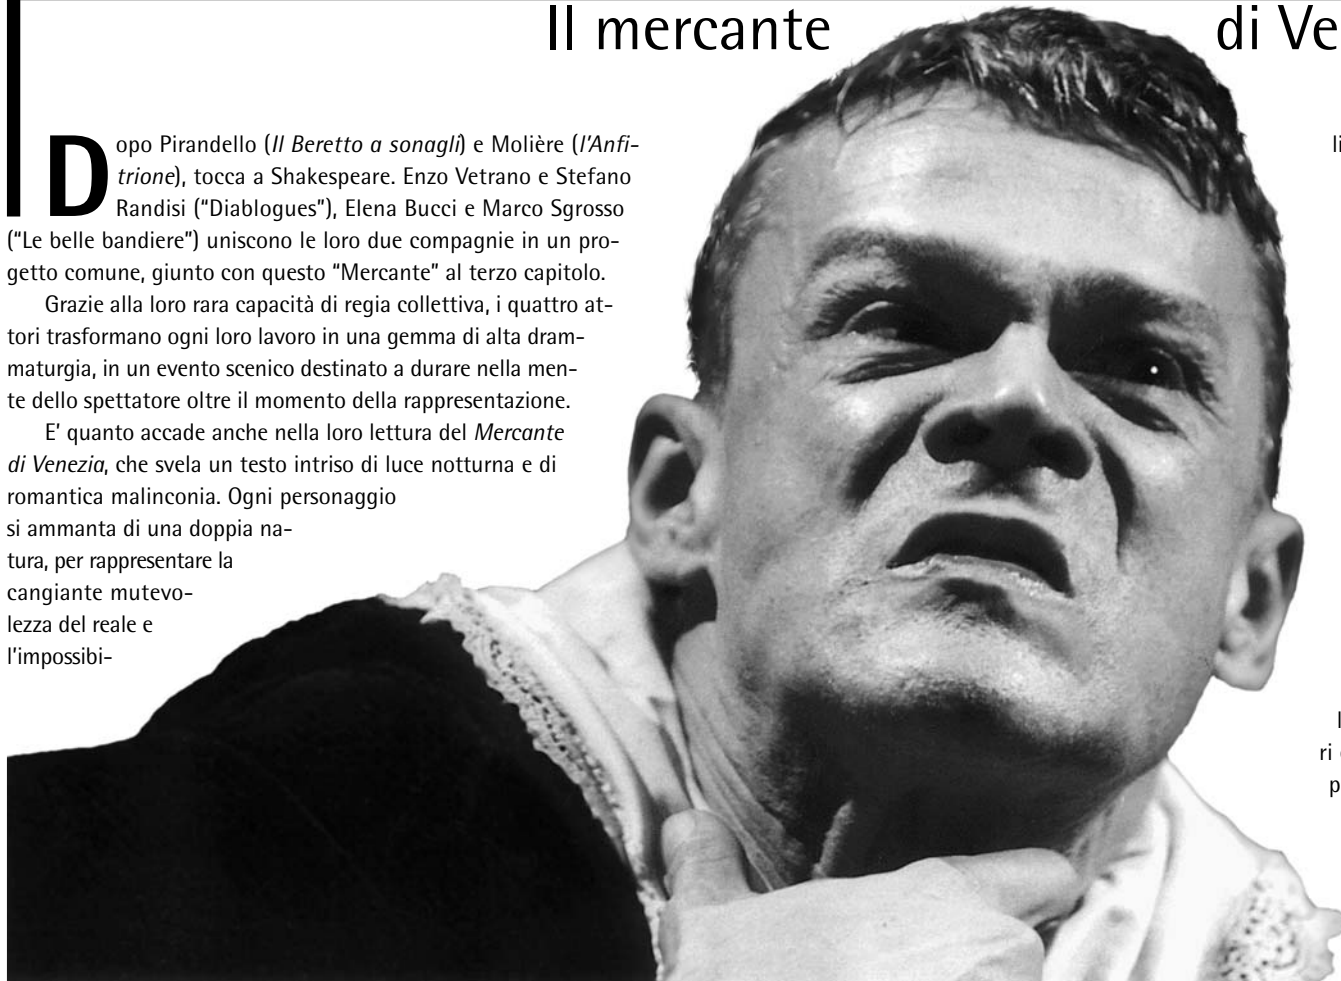 Il mercante di Ve
Dopo Pirandello (Il Beretto a sonagli) e Molière (l'Anfi-
trione), tocca a Shakespeare. Enzo Vetrano e Stefano
Randisi ("Diablogues"), Elena Bucci e Marco Sgrosso
("Le belle bandiere") uniscono le loro due compagnie in un pro-
getto comune, giunto con questo "Mercante" al terzo capitolo.
Grazie alla loro rara capacità di regia collettiva, i quattro at-
tori trasformano ogni loro lavoro in una gemma di alta dram-
maturgia, in un evento scenico destinato a durare nella men-
te dello spettatore oltre il momento della rappresentazione.
E' quanto accade anche nella loro lettura del Mercante
di Venezia, che svela un testo intriso di luce notturna e di
romantica malinconia. Ogni personaggio
si ammanta di una doppia na-
tura, per rappresentare la
cangiante mutevo-
lezza del reale e
l'impossibi-
li
ri
p